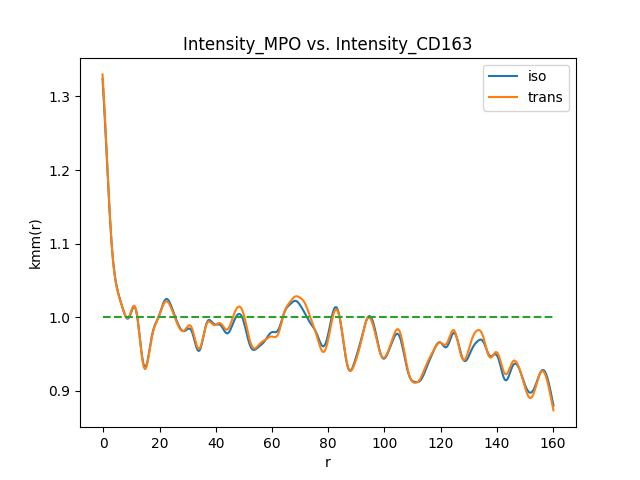 Intensity_MPO vs. Intensity_CD163
iso
trans
kmm(r)
1.3
1.2
1.1
1.0
0.9
0 20 40 60 80 100 120 140 160
r